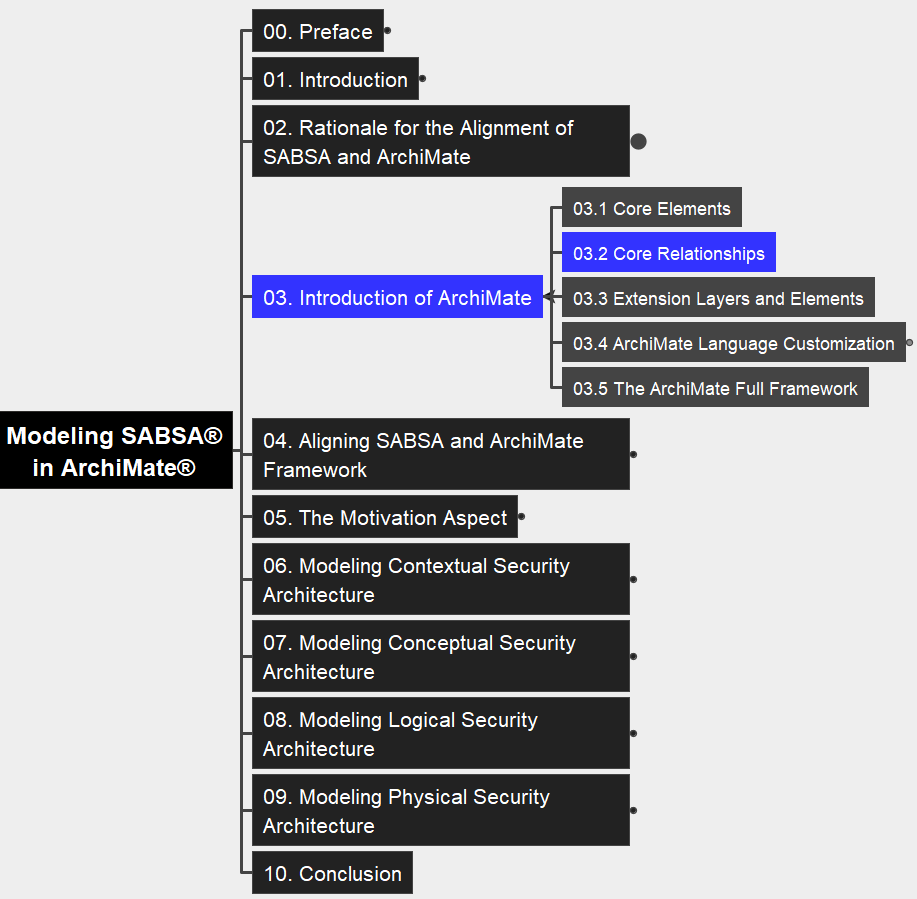 00. Preface
01. Introduction
02. Rationale for the Alignment of
SABSA and ArchiMate
03. Introduction of ArchiMate
03.1 Core Elements
03.2 Core Relationships
03.3 Extension Layers and Elements
03.4 ArchiMate Language Customization
03.5 The ArchiMate Full Framework
Modeling SABSA®
in ArchiMate®
04. Aligning SABSA and ArchiMate
Framework
05. The Motivation Aspect
06. Modeling Contextual Security
Architecture
07. Modeling Conceptual Security
Architecture
08. Modeling Logical Security
Architecture
09. Modeling Physical Security
Architecture
10. Conclusion